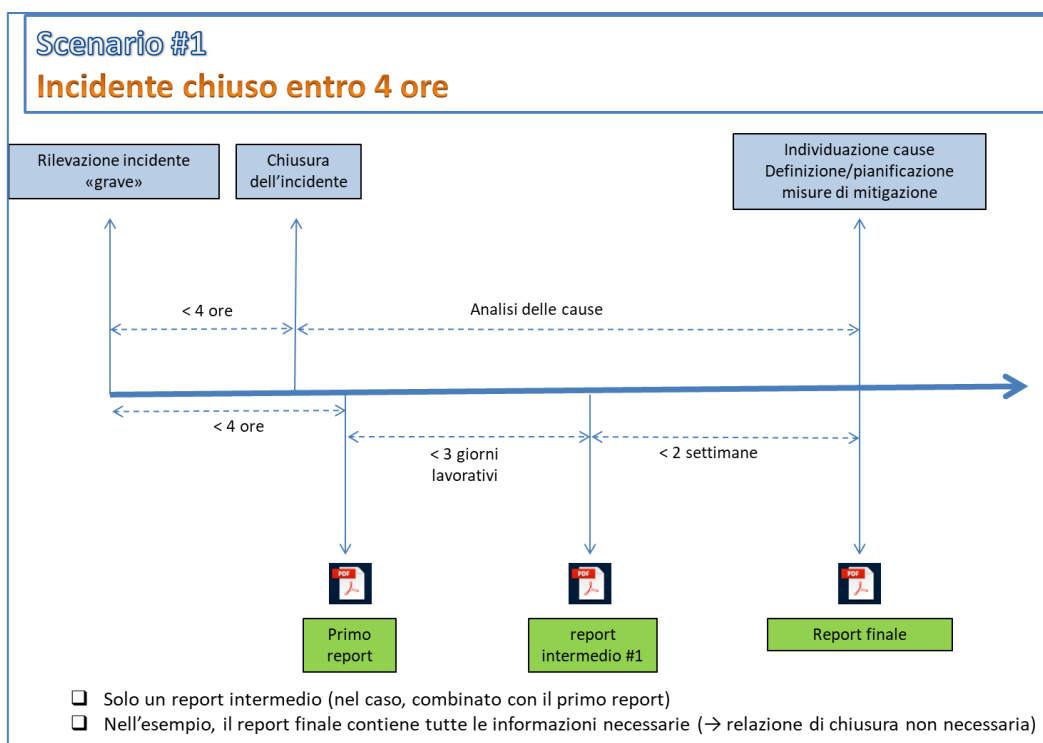 Scenario #1
Incidente chiuso entro 4 ore
Rilevazione incidente
«grave»
Chiusura
dell’incidente
Individuazione cause
Definizione/pianificazione
misure di mitigazione
< 4 ore
Analisi delle cause
< 4 ore
< 3 giorni
lavorativi
< 2 settimane
PDF
PDF
PDF
Primo
report
report
intermedio #1
Report finale
❑ Solo un report intermedio (nel caso, combinato con il primo report)
❑ Nell’esempio, il report finale contiene tutte le informazioni necessarie (→ relazione di chiusura non necessaria)